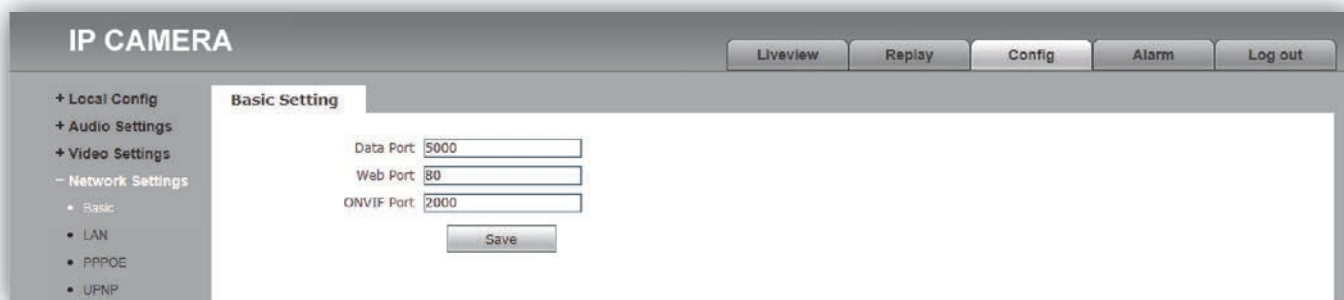 IP CAMERA
Liveview Replay Config Alarm Log out
+ Local Config
+ Audio Settings
+ Video Settings
− Network Settings
• Basic
• LAN
• PPPOE
• UPNP
Basic Setting
Data Port 5000
Web Port 80
ONVIF Port 2000
Save